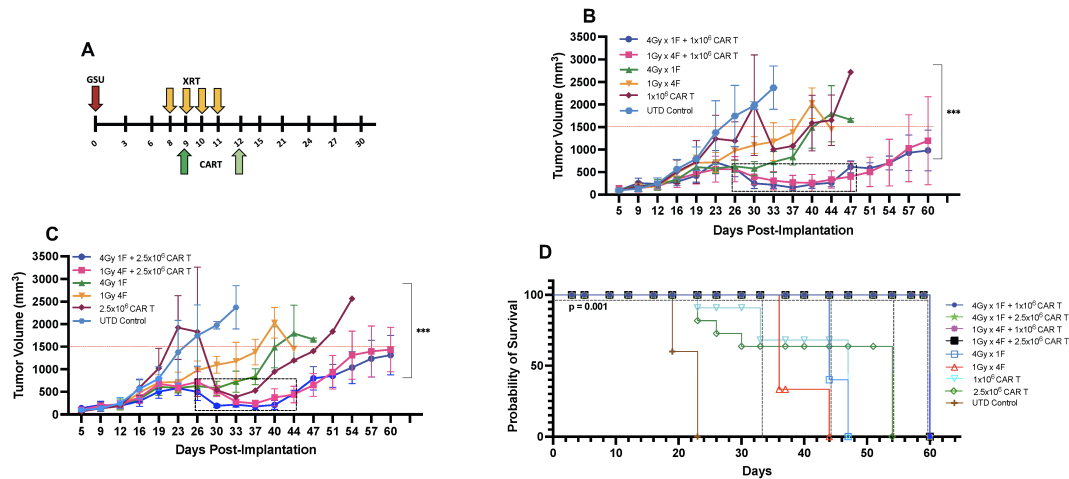 A
GSU
XRT
0 3 6 8 9 10 11 12 15 21 24 27 30
CART
B
Tumor Volume (mm³)
3500
3000
2500
2000
1500
1000
500
0
4Gy x 1F + 1x10⁶ CAR T
1Gy x 4F + 1x10⁶ CAR T
4Gy x 1F
1Gy x 4F
1x10⁶ CAR T
UTD Control
***
5 9 12 16 19 23 26 30 33 37 40 44 47 51 54 57 60
Days Post-Implantation
C
Tumor Volume (mm³)
3500
3000
2500
2000
1500
1000
500
0
4Gy 1F + 2.5x10⁶ CAR T
1Gy 4F + 2.5x10⁶ CAR T
4Gy 1F
1Gy 4F
2.5x10⁶ CAR T
UTD Control
***
5 9 12 16 19 23 26 30 33 37 40 44 47 51 54 57 60
Days Post-Implantation
D
Probability of Survival
100
50
0
p = 0.001
4Gy x 1F + 1x10⁶ CAR T
4Gy x 1F + 2.5x10⁶ CAR T
1Gy x 4F + 1x10⁶ CAR T
1Gy x 4F + 2.5x10⁶ CAR T
4Gy x 1F
1Gy x 4F
1x10⁶ CAR T
2.5x10⁶ CAR T
UTD Control
0 20 40 60
Days